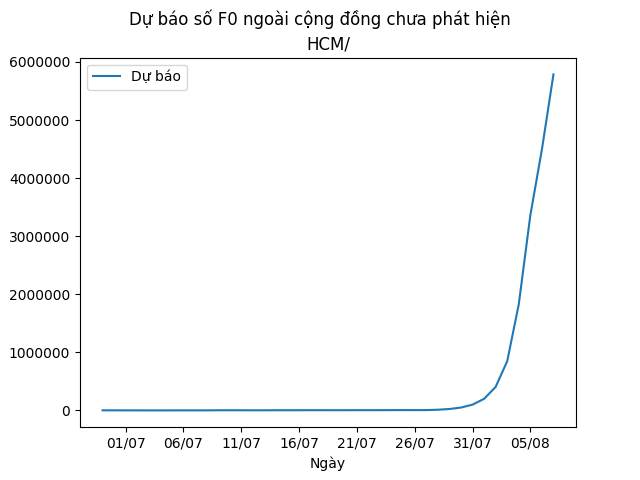 Dự báo số F0 ngoài cộng đồng chưa phát hiện
HCM/
Dự báo
6000000
5000000
4000000
3000000
2000000
1000000
0
01/07 06/07 11/07 16/07 21/07 26/07 31/07 05/08
Ngày